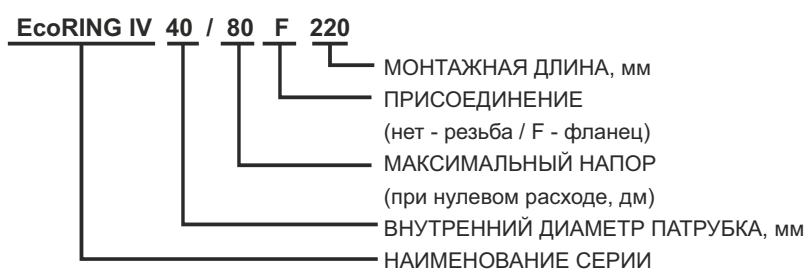 EcoRING IV 40 / 80 F 220
МОНТАЖНАЯ ДЛИНА, мм
ПРИСОЕДИНЕНИЕ
(нет - резьба / F - фланец)
МАКСИМАЛЬНЫЙ НАПОР
(при нулевом расходе, дм)
ВНУТРЕННИЙ ДИАМЕТР ПАТРУБКА, мм
НАИМЕНОВАНИЕ СЕРИИ